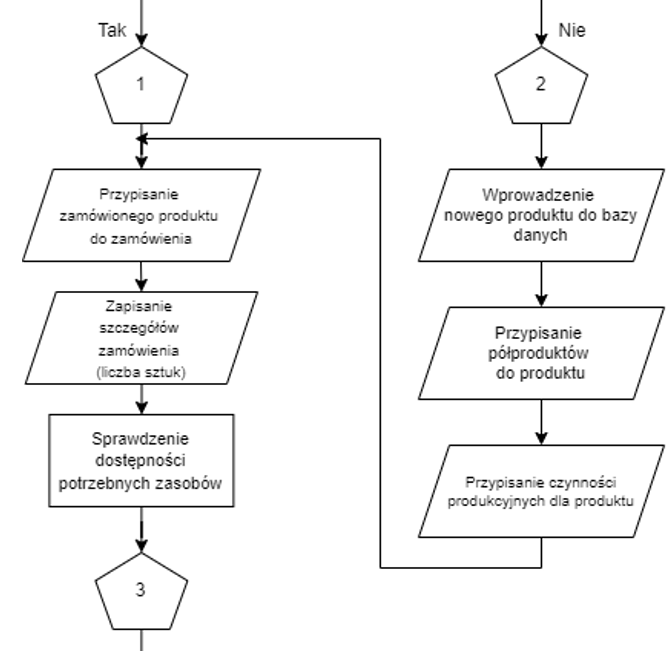 Tak
1
Przypisanie
zamówionego produktu
do zamówienia
Zapisanie
szczegółów
zamówienia
(liczba sztuk)
Sprawdzenie
dostępności
potrzebnych zasobów
3
Nie
2
Wprowadzenie
nowego produktu do bazy
danych
Przypisanie
półproduktów
do produktu
Przypisanie czynności
produkcyjnych dla produktu